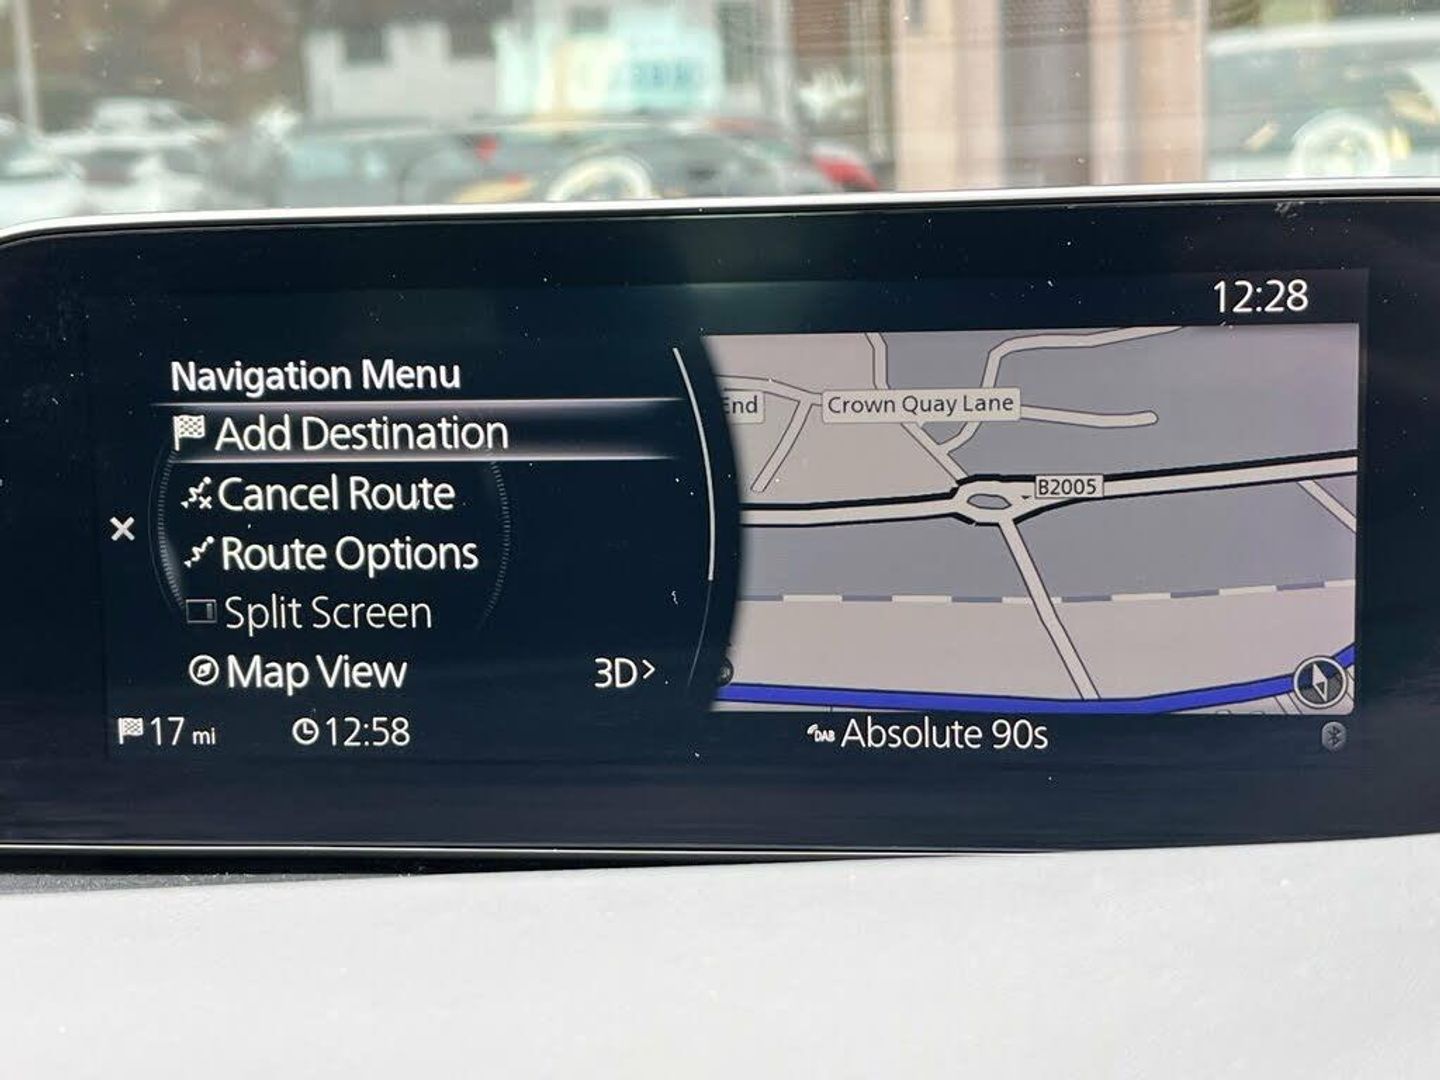 12:28
Navigation Menu
Add Destination
Cancel Route
Route Options
Split Screen
Map View 3D>
17 mi 12:58
End
Crown Quay Lane
B2005
DAB Absolute 90s